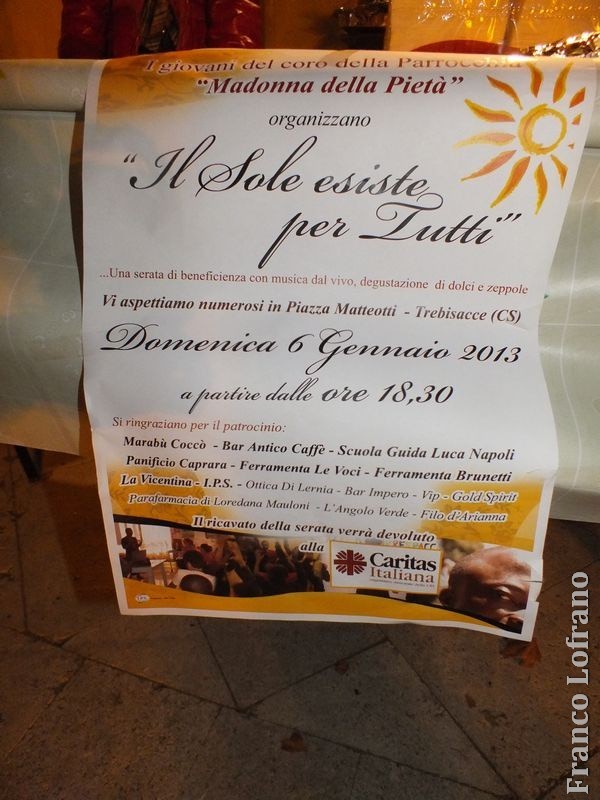 I giovani del coro della Parrocchia
“Madonna della Pietà”
organizzano
“Il Sole esiste
per Tutti”
...Una serata di beneficienza con musica dal vivo, degustazione di dolci e zeppole
Vi aspettiamo numerosi in Piazza Matteotti - Trebisacce (CS)
Domenica 6 Gennaio 2013
a partire dalle ore 18,30
Si ringraziano per il patrocinio:
Marabù Coccò - Bar Antico Caffè - Scuola Guida Luca Napoli
Panificio Caprara - Ferramenta Le Voci - Ferramenta Brunetti
La Vicentina - I.P.S. - Ottica Di Lernia - Bar Impero - Vip - Gold Spirit
Parafarmacia di Loredana Mauloni - L'Angolo Verde - Filo d'Arianna
Il ricavato della serata verrà devoluto
alla
Caritas
Italiana
Franco Lofrano